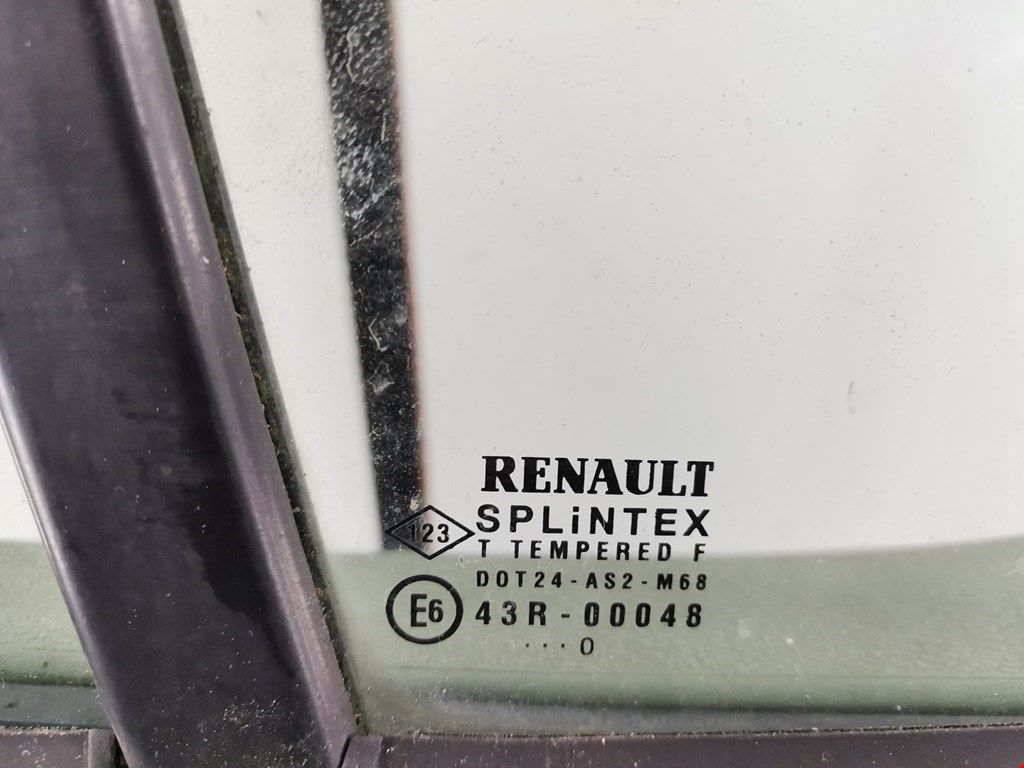 RENAULT
SPLiNTEX
123
T TEMPERED F
DOT24-AS2-M68
E6
43R-00048
...0